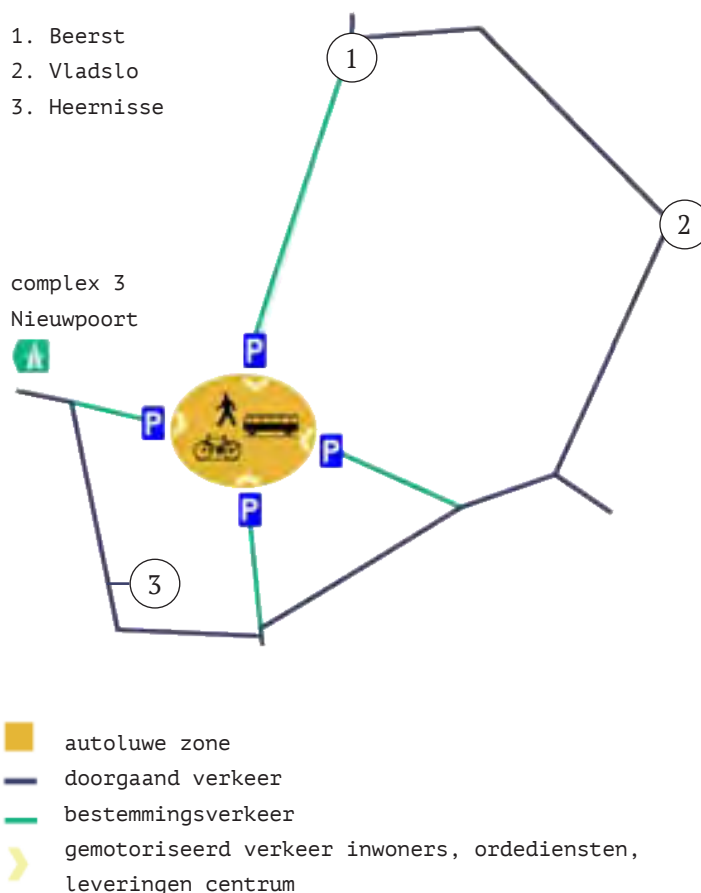 1. Beerst
2. Vladslo
3. Heernisse
1
2
complex 3
Nieuwpoort
P
P
P
P
3
autoluwe zone
doorgaand verkeer
bestemmingsverkeer
gemotoriseerd verkeer inwoners, ordediensten,
leveringen centrum